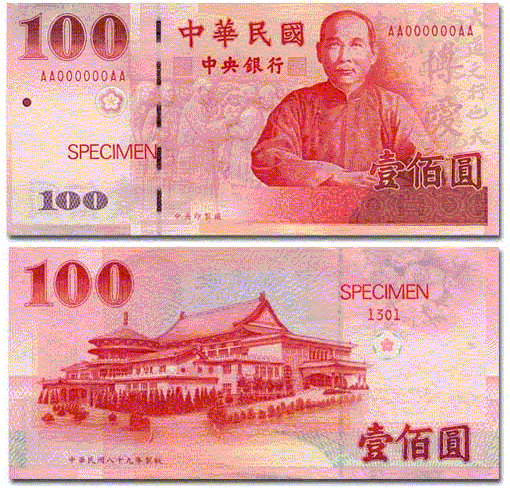 100
中華民國
AA000000AA
AA000000AA
中央銀行
博愛
SPECIMEN
100
壹佰圓
中央印製廠
100
SPECIMEN
1301
壹佰圓
中華民國八十九年製版